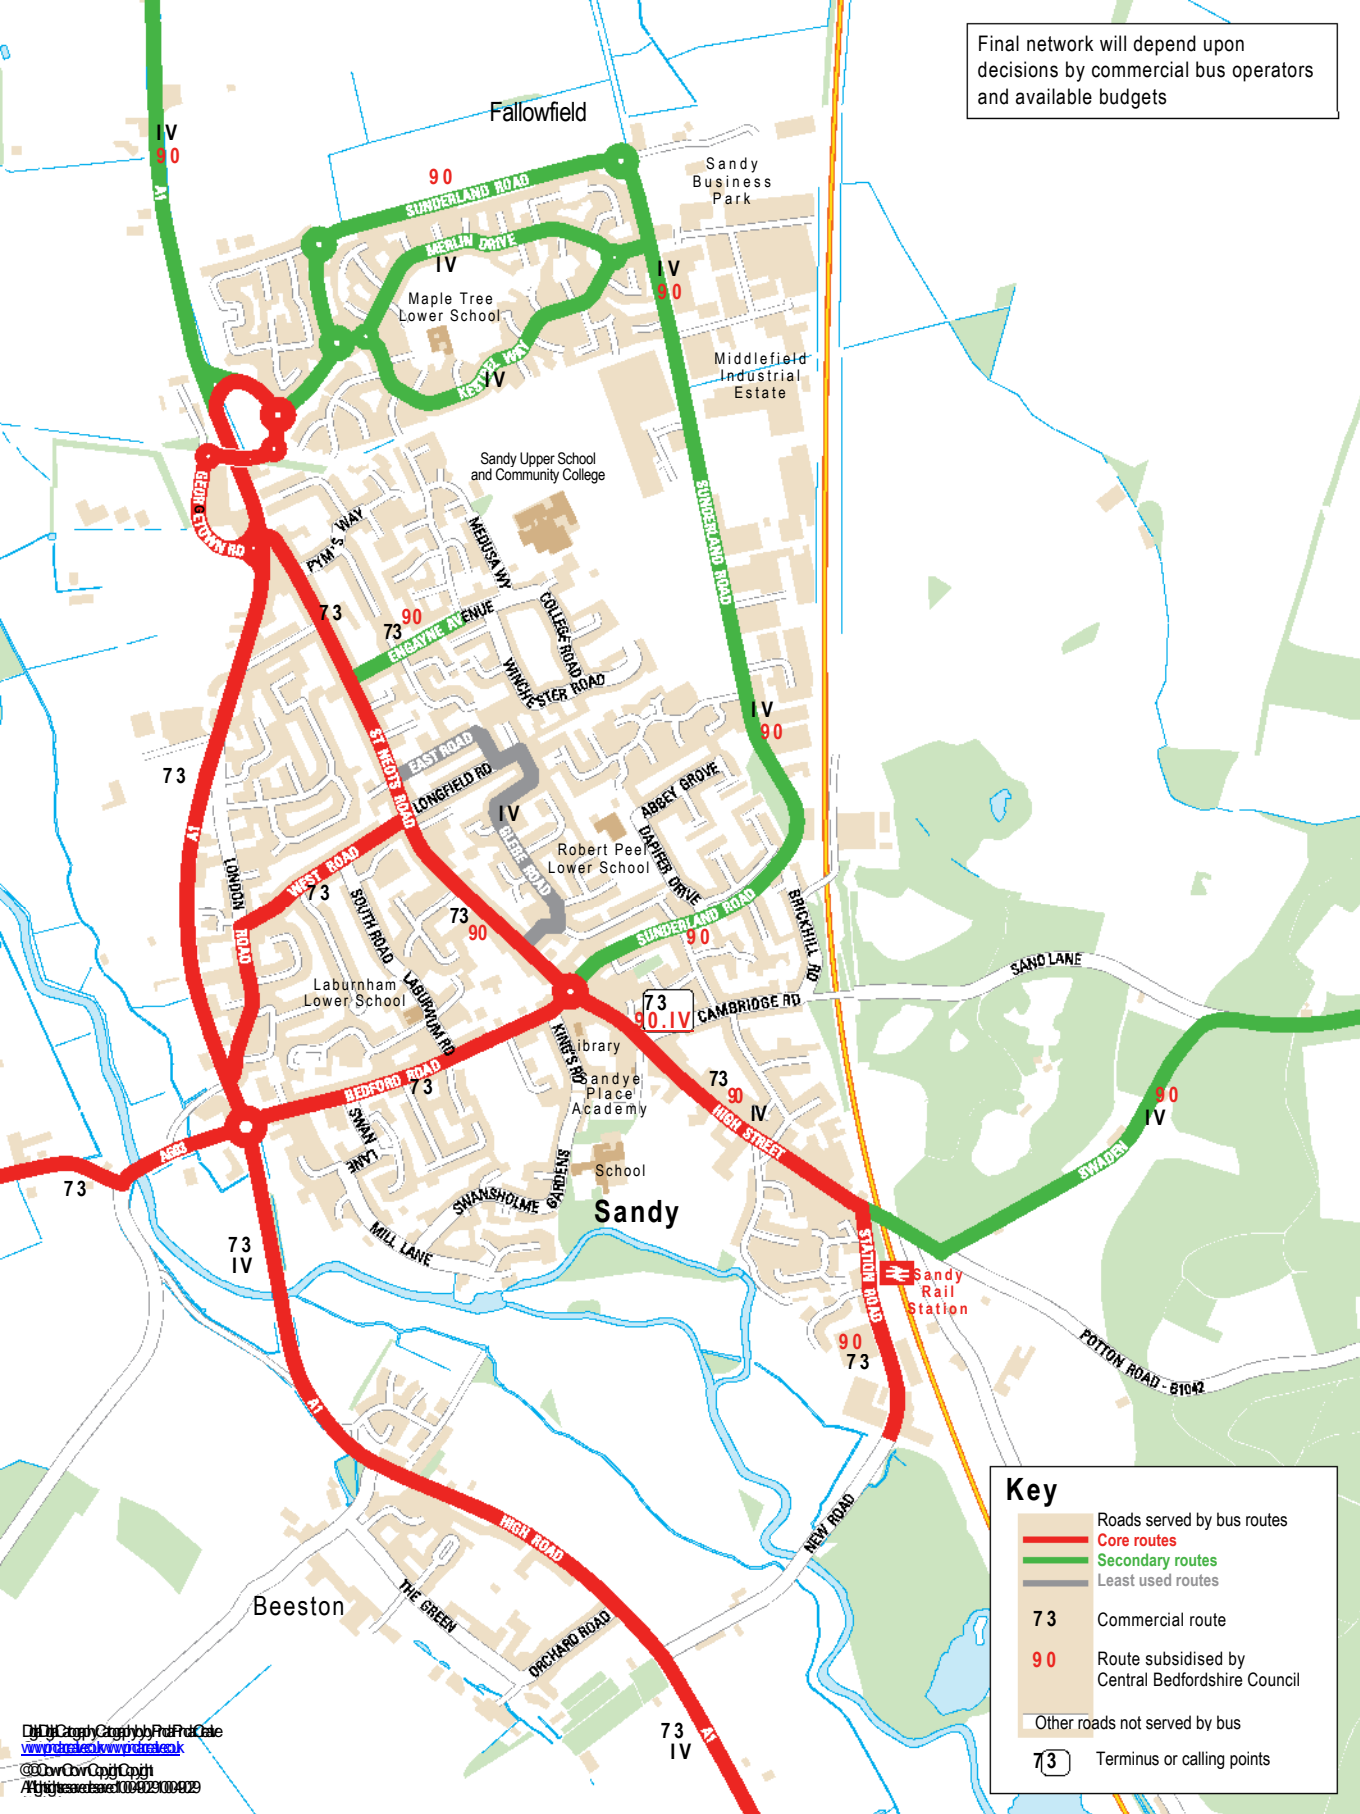 Final network will depend upon
decisions by commercial bus operators
and available budgets
Fallowfield
IV
90
A1
90
SUNDERLAND ROAD
Sandy
Business
Park
MERLIN DRIVE
IV
IV
90
Maple Tree
Lower School
KESTREL WAY
IV
Middlefield
Industrial
Estate
Sandy Upper School
and Community College
GEORGETOWN RD
PYM'S WAY
MEDUSA WY
SUNDERLAND ROAD
73
73
90
ENGAYNE AVENUE
COLLEGE ROAD
WINCHESTER ROAD
IV
90
ST NEOTS ROAD
EAST ROAD
LONGFIELD RD
73
A1
IV
GLEBE ROAD
ABBEY GROVE
DAPIFER DRIVE
Robert Peel
Lower School
LONDON
ROAD
WEST ROAD
73
SOUTH ROAD
73
90
SUNDERLAND ROAD
90
BRICKHILL RD
SAND LANE
Laburnham
Lower School
LABURNUM RD
73
90.IV
CAMBRIDGE RD
KING'S RD
Library
Sandye
Place
Academy
BEDFORD ROAD
73
73
90
IV
HIGH STREET
90
IV
SWADEN
A603
73
SWAN LANE
School
SWANSHOLME GARDENS
Sandy
MILL LANE
73
IV
STATION ROAD
Sandy
Rail
Station
90
73
POTTON ROAD - B1042
A1
HIGH ROAD
NEW ROAD
Beeston
THE GREEN
ORCHARD ROAD
73
IV
A1
Key
Roads served by bus routes
Core routes
Secondary routes
Least used routes
73 Commercial route
90 Route subsidised by
Central Bedfordshire Council
Other roads not served by bus
73 Terminus or calling points